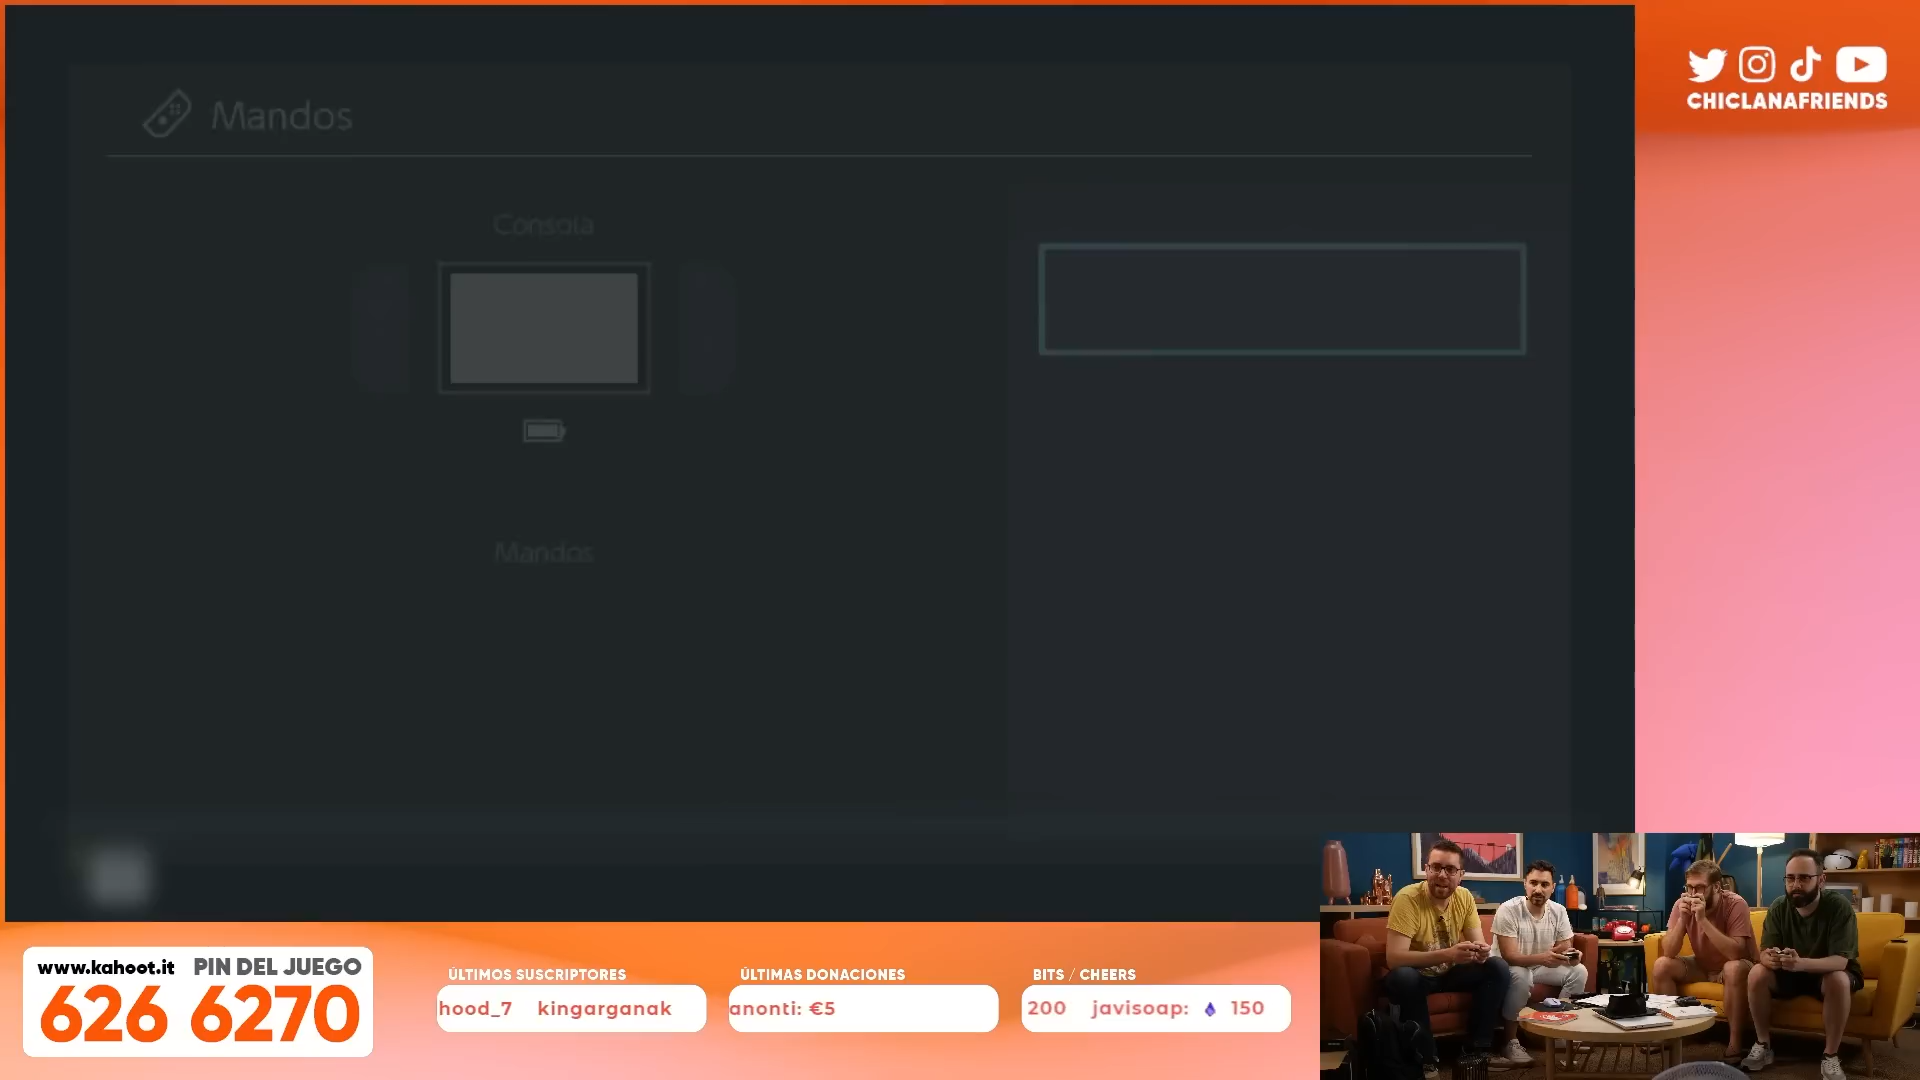 Mandos
Consola
Mandos
CHICLANAFRIENDS
www.kahoot.it PIN DEL JUEGO
626 6270
ÚLTIMOS SUSCRIPTORES
hood_7 kingarganak
ÚLTIMAS DONACIONES
anonti: €5
BITS / CHEERS
200 javisoap: 150